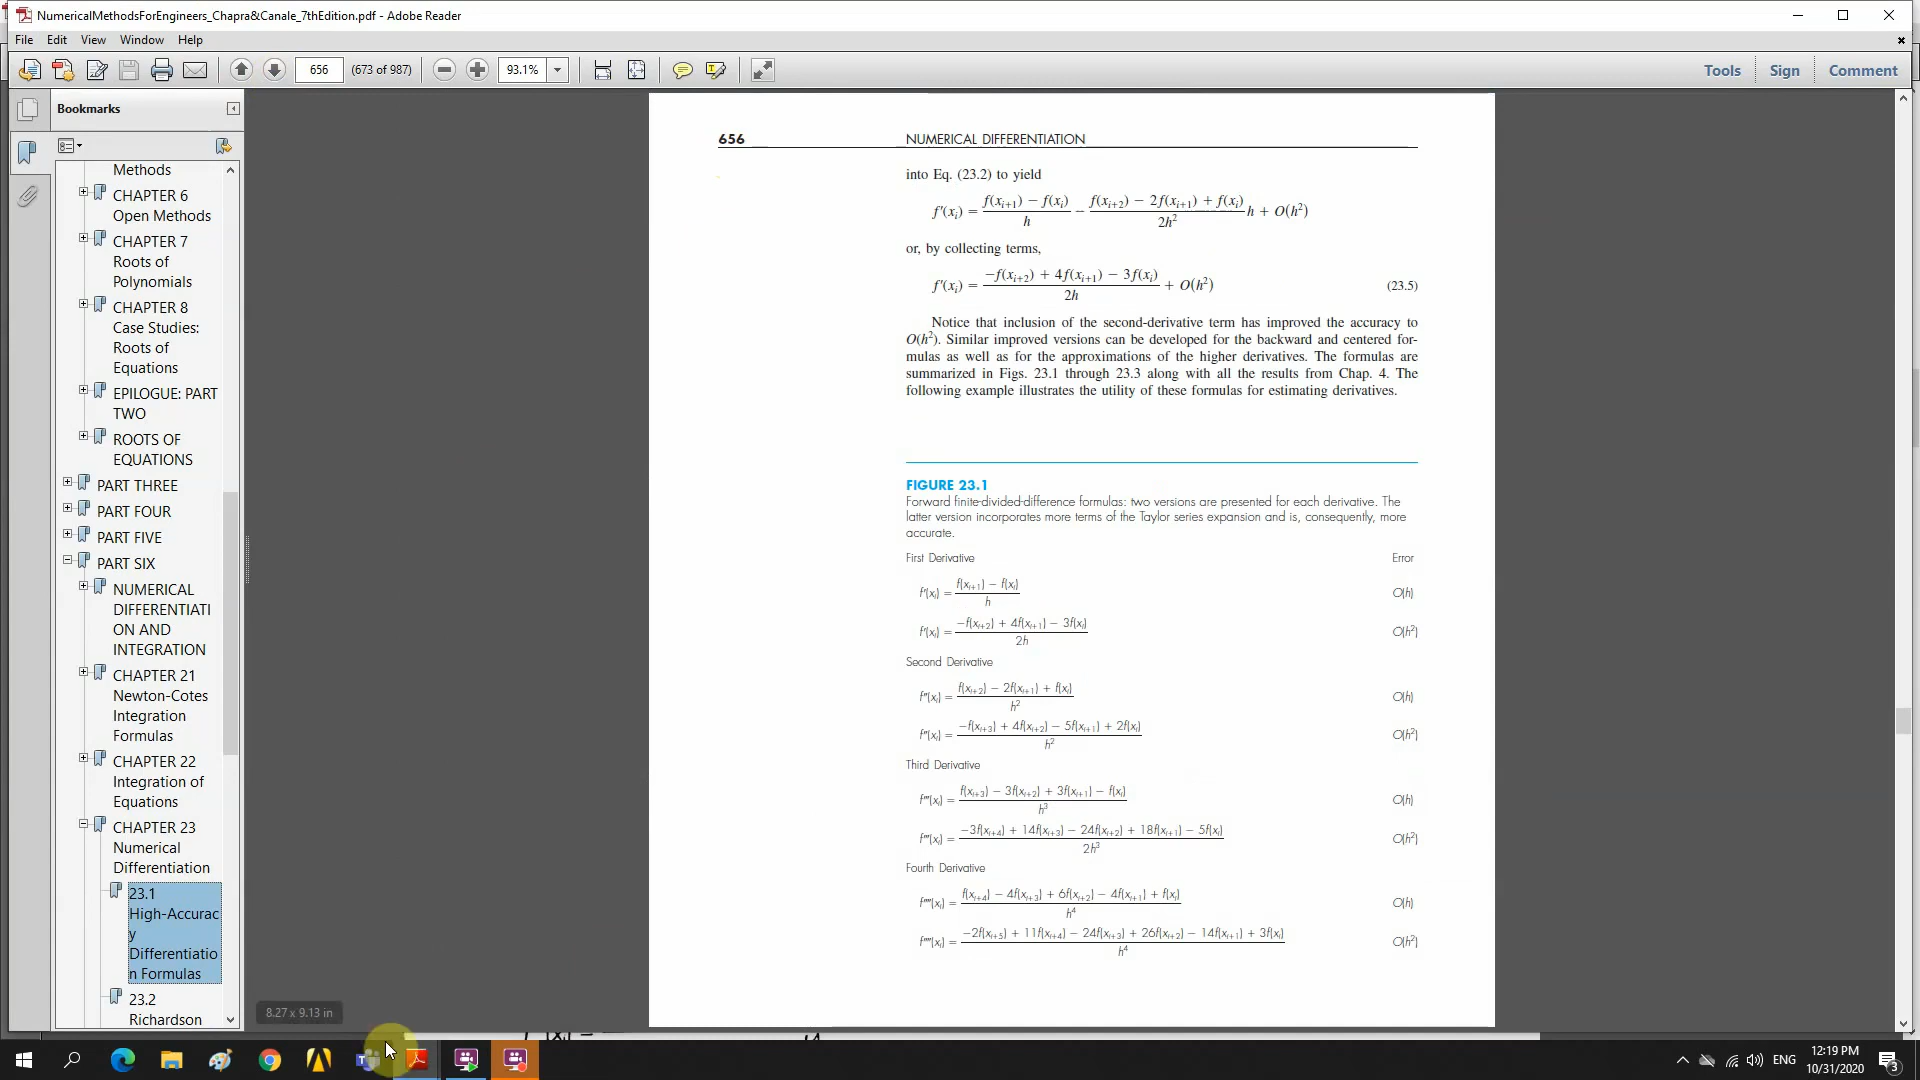 NumericalMethodsForEngineers_Chapra&Canale_7thEdition.pdf - Adobe Reader
File Edit View Window Help
656 (673 of 987) 93.1% Tools Sign Comment
Bookmarks
Methods
CHAPTER 6
Open Methods
CHAPTER 7
Roots of
Polynomials
CHAPTER 8
Case Studies:
Roots of
Equations
EPILOGUE: PART
TWO
ROOTS OF
EQUATIONS
PART THREE
PART FOUR
PART FIVE
PART SIX
NUMERICAL
DIFFERENTIATI
ON AND
INTEGRATION
CHAPTER 21
Newton-Cotes
Integration
Formulas
CHAPTER 22
Integration of
Equations
CHAPTER 23
Numerical
Differentiation
23.1
High-Accurac
y
Differentiatio
n Formulas
23.2
Richardson
8.27 x 9.13 in
656 NUMERICAL DIFFERENTIATION
into Eq. (23.2) to yield
f′(xᵢ) = (f(xᵢ₊₁) − f(xᵢ))/h − (f(xᵢ₊₂) − 2f(xᵢ₊₁) + f(xᵢ))/2h² h + O(h²)
or, by collecting terms,
f′(xᵢ) = (−f(xᵢ₊₂) + 4f(xᵢ₊₁) − 3f(xᵢ))/2h + O(h²) (23.5)
Notice that inclusion of the second-derivative term has improved the accuracy to
O(h²). Similar improved versions can be developed for the backward and centered for-
mulas as well as for the approximations of the higher derivatives. The formulas are
summarized in Figs. 23.1 through 23.3 along with all the results from Chap. 4. The
following example illustrates the utility of these formulas for estimating derivatives.
FIGURE 23.1
Forward finite-divided-difference formulas: two versions are presented for each derivative. The
latter version incorporates more terms of the Taylor series expansion and is, consequently, more
accurate.
First Derivative Error
f′(xᵢ) = (f(xᵢ₊₁) − f(xᵢ))/h O(h)
f′(xᵢ) = (−f(xᵢ₊₂) + 4f(xᵢ₊₁) − 3f(xᵢ))/2h O(h²)
Second Derivative
f″(xᵢ) = (f(xᵢ₊₂) − 2f(xᵢ₊₁) + f(xᵢ))/h² O(h)
f″(xᵢ) = (−f(xᵢ₊₃) + 4f(xᵢ₊₂) − 5f(xᵢ₊₁) + 2f(xᵢ))/h² O(h²)
Third Derivative
f‴(xᵢ) = (f(xᵢ₊₃) − 3f(xᵢ₊₂) + 3f(xᵢ₊₁) − f(xᵢ))/h³ O(h)
f‴(xᵢ) = (−3f(xᵢ₊₄) + 14f(xᵢ₊₃) − 24f(xᵢ₊₂) + 18f(xᵢ₊₁) − 5f(xᵢ))/2h³ O(h²)
Fourth Derivative
f⁗(xᵢ) = (f(xᵢ₊₄) − 4f(xᵢ₊₃) + 6f(xᵢ₊₂) − 4f(xᵢ₊₁) + f(xᵢ))/h⁴ O(h)
f⁗(xᵢ) = (−2f(xᵢ₊₅) + 11f(xᵢ₊₄) − 24f(xᵢ₊₃) + 26f(xᵢ₊₂) − 14f(xᵢ₊₁) + 3f(xᵢ))/h⁴ O(h²)
ENG
12:19 PM
10/31/2020
3